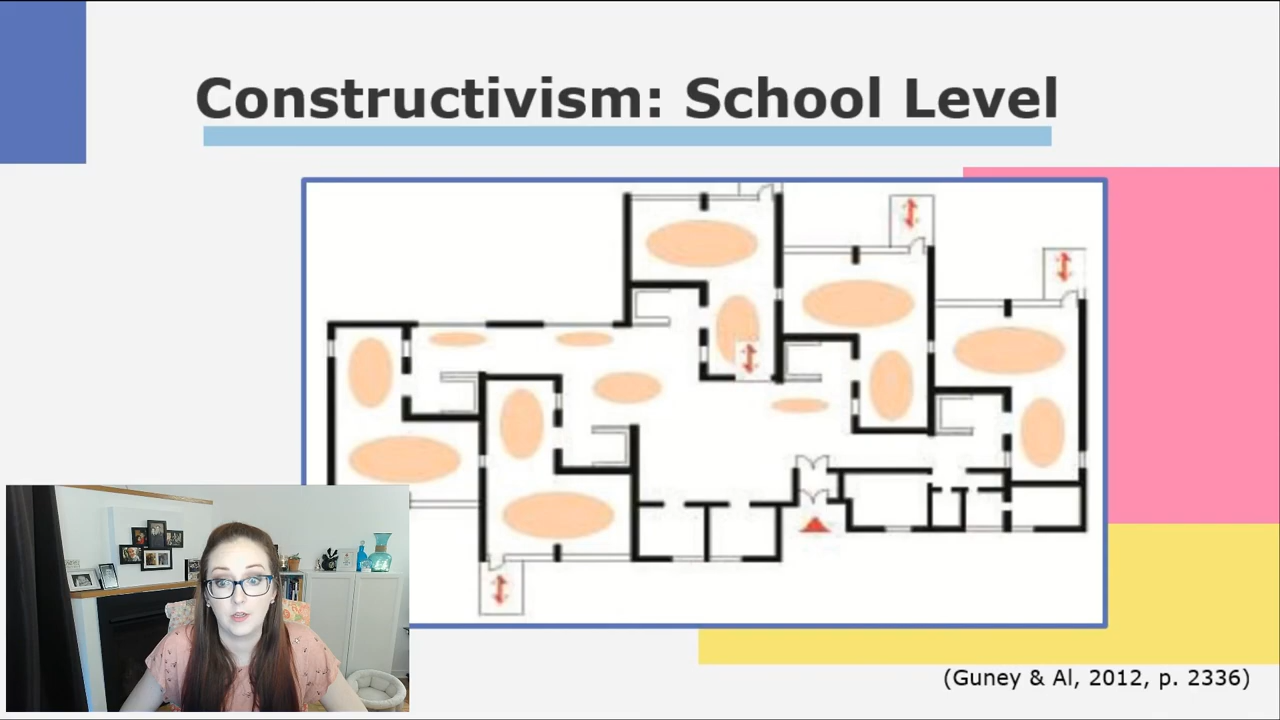 Constructivism: School Level
(Guney & Al, 2012, p. 2336)